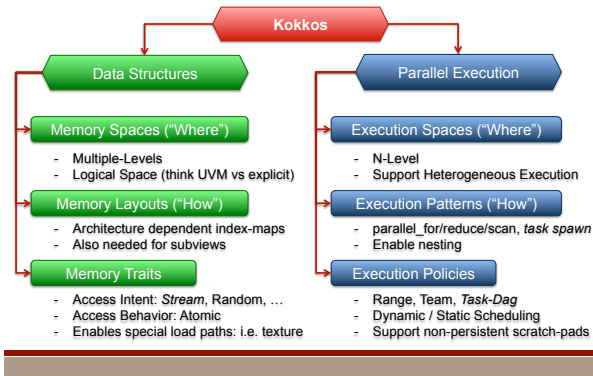 Kokkos
Data Structures
Parallel Execution
Memory Spaces (“Where”)
- Multiple-Levels
- Logical Space (think UVM vs explicit)
Memory Layouts (“How”)
- Architecture dependent index-maps
- Also needed for subviews
Memory Traits
- Access Intent: Stream, Random, …
- Access Behavior: Atomic
- Enables special load paths: i.e. texture
Execution Spaces (“Where”)
- N-Level
- Support Heterogeneous Execution
Execution Patterns (“How”)
- parallel_for/reduce/scan, task spawn
- Enable nesting
Execution Policies
- Range, Team, Task-Dag
- Dynamic / Static Scheduling
- Support non-persistent scratch-pads